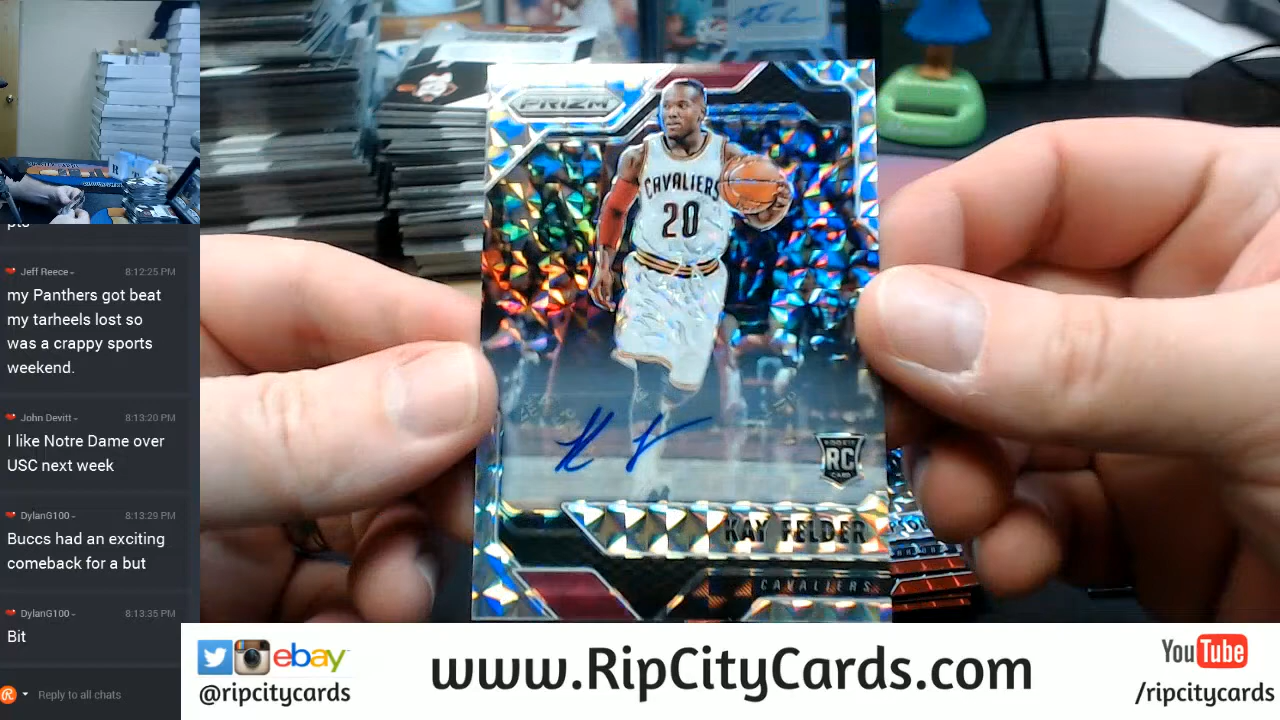 pts
Jeff Reece- 8:12:25 PM
my Panthers got beat
my tarheels lost so
was a crappy sports
weekend.
John Devitt- 8:13:20 PM
I like Notre Dame over
USC next week
DylanG100- 8:13:29 PM
Buccs had an exciting
comeback for a but
DylanG100- 8:13:35 PM
Bit
Reply to all chats
PRIZM
CAVALIERS
20
ROOKIE
RC
CARD
KAY FELDER
CAVALIERS
ebay
@ripcitycards
www.RipCityCards.com
YouTube
/ripcitycards